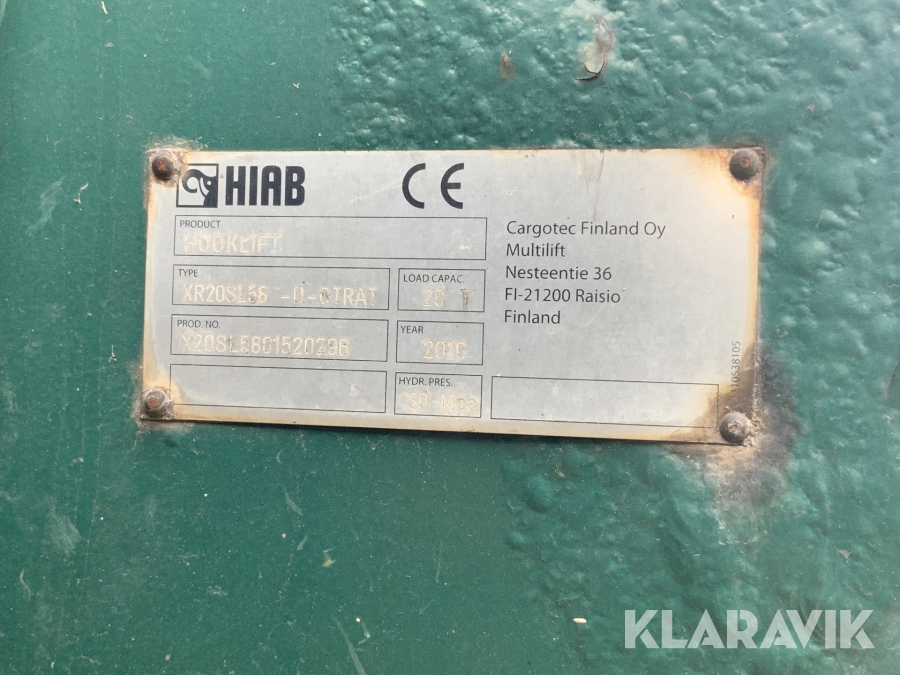 HIAB CE
PRODUCT
HOOKLIFT
TYPE
XR20SL56 -D-STRAT
LOAD CAPAC.
20 T
PROD. NO.
YEAR
2010
HYDR. PRES.
30 Mpa
Cargotec Finland Oy
Multilift
Nesteentie 36
FI-21200 Raisio
Finland
10538105
KLARAVIK